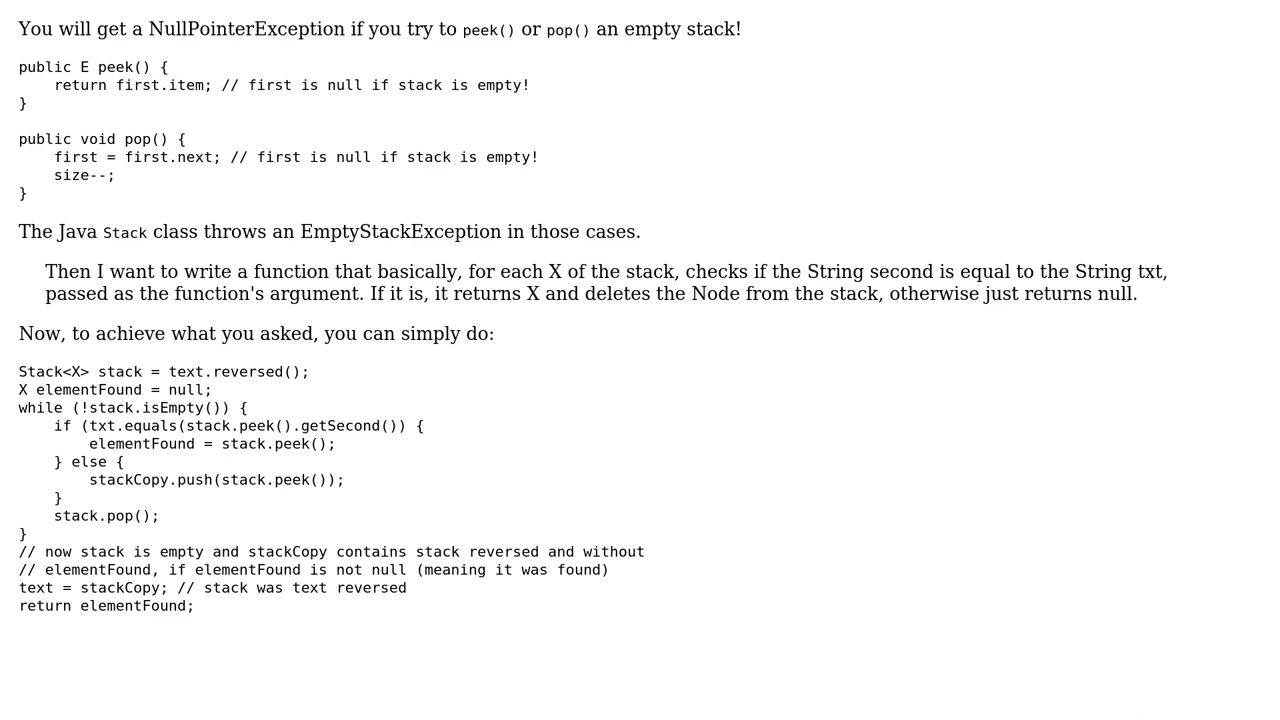 You will get a NullPointerException if you try to peek() or pop() an empty stack!
public E peek() {
    return first.item; // first is null if stack is empty!
}
public void pop() {
    first = first.next; // first is null if stack is empty!
    size--;
}
The Java Stack class throws an EmptyStackException in those cases.
Then I want to write a function that basically, for each X of the stack, checks if the String second is equal to the String txt,
passed as the function's argument. If it is, it returns X and deletes the Node from the stack, otherwise just returns null.
Now, to achieve what you asked, you can simply do:
Stack<X> stack = text.reversed();
X elementFound = null;
while (!stack.isEmpty()) {
    if (txt.equals(stack.peek().getSecond()) {
        elementFound = stack.peek();
    } else {
        stackCopy.push(stack.peek());
    }
    stack.pop();
}
// now stack is empty and stackCopy contains stack reversed and without
// elementFound, if elementFound is not null (meaning it was found)
text = stackCopy; // stack was text reversed
return elementFound;